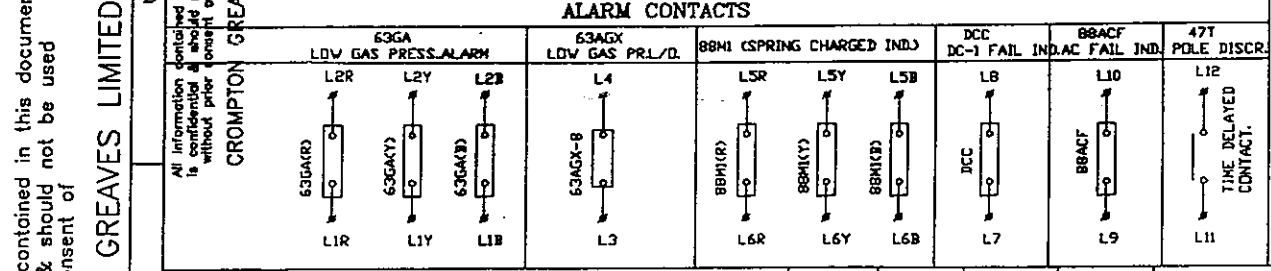 contained in this documen
& should not be used
nsent of
GREAVES LIMITED
All information contained
is confidential & should
without prior consent o
CROMPTON GREA
ALARM CONTACTS
63GA
LOW GAS PRESS.ALARM
63AGX
LOW GAS PR.L/O.
88M1 (SPRING CHARGED IND.)
DCC
DC-1 FAIL IND.
88ACF
AC FAIL IND.
47T
POLE DISCR.
L2R L2Y L2B L4 L5R L5Y L5B L8 L10 L12
63GA(R) 63GA(Y) 63GA(B) 63AGX-8 88M1(R) 88M1(Y) 88M1(B) DCC 88ACF
TIME DELAYED
CONTACT.
L1R L1Y L1B L3 L6R L6Y L6B L7 L9 L11